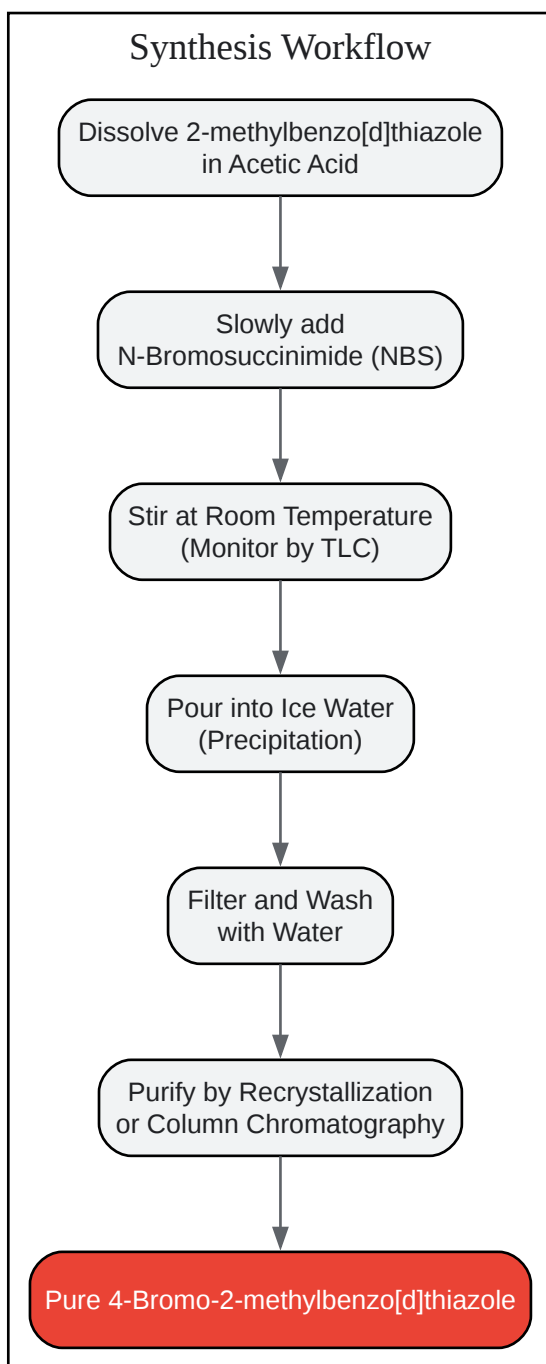 Synthesis Workflow
Dissolve 2-methylbenzo[d]thiazole
in Acetic Acid
Slowly add
N-Bromosuccinimide (NBS)
Stir at Room Temperature
(Monitor by TLC)
Pour into Ice Water
(Precipitation)
Filter and Wash
with Water
Purify by Recrystallization
or Column Chromatography
Pure 4-Bromo-2-methylbenzo[d]thiazole